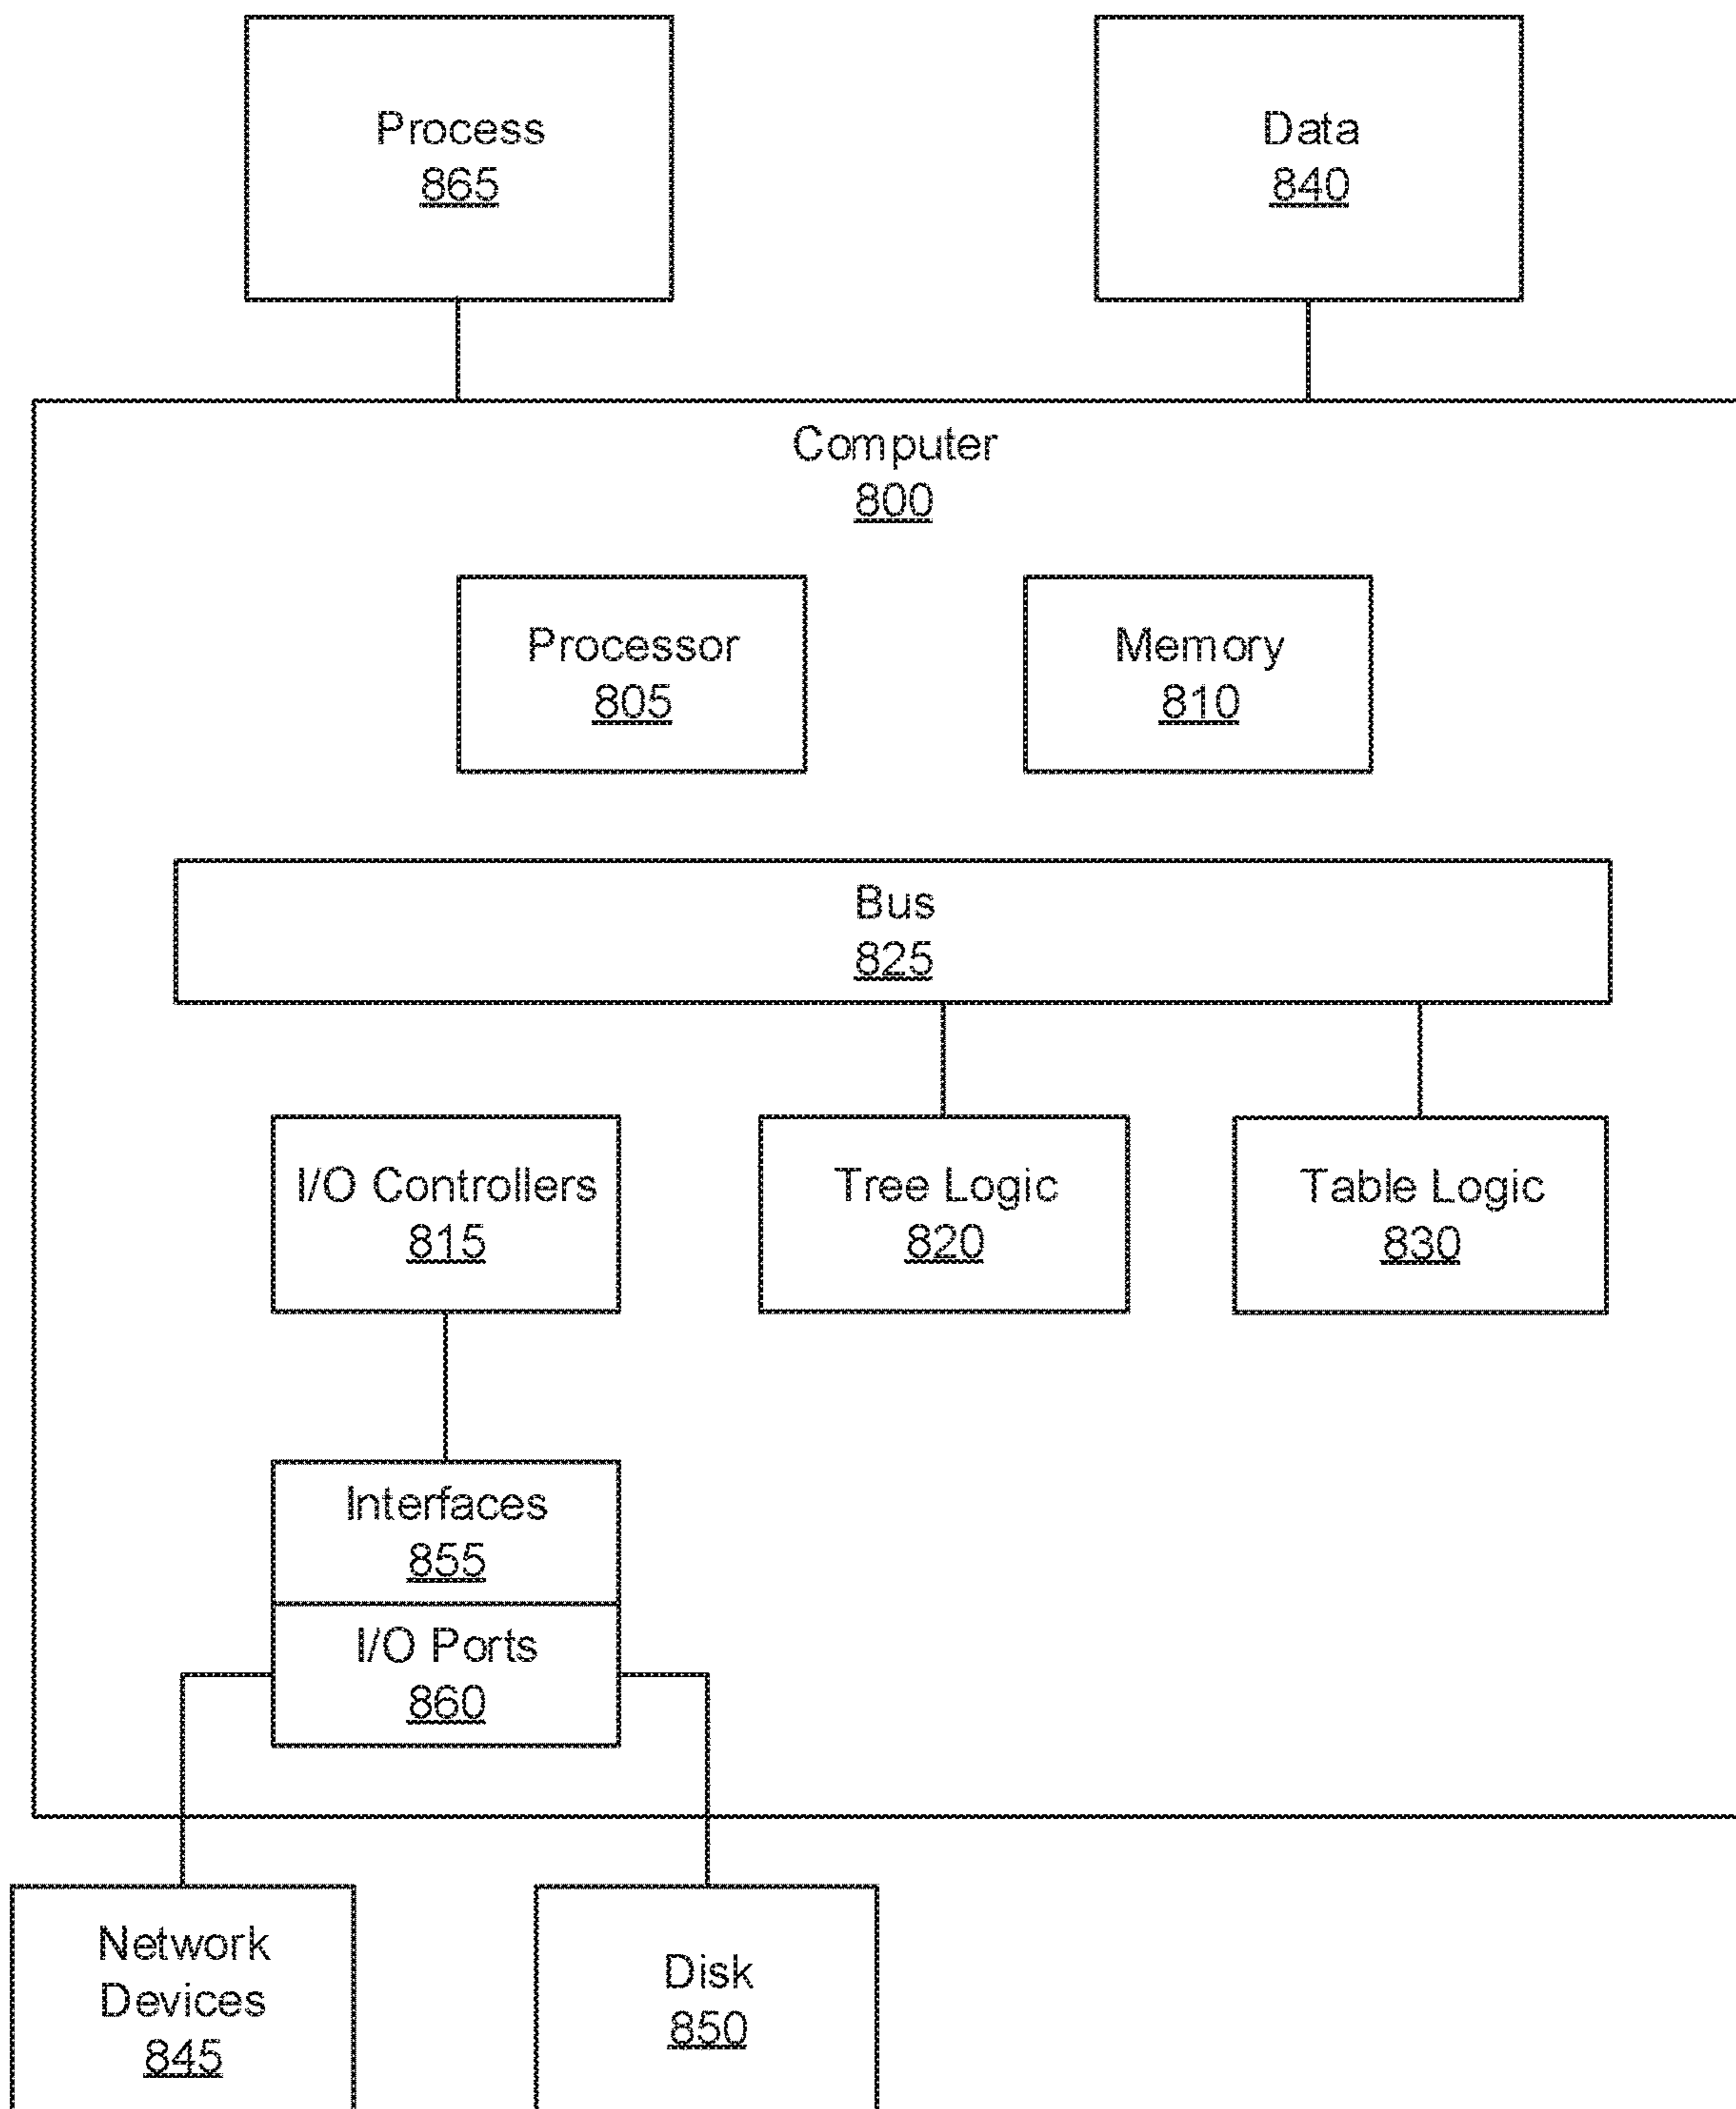 Process
865
Data
840
Computer
800
Processor
805
Memory
810
Bus
825
I/O Controllers
815
Tree Logic
820
Table Logic
830
Interfaces
855
I/O Ports
860
Network
Devices
845
Disk
850